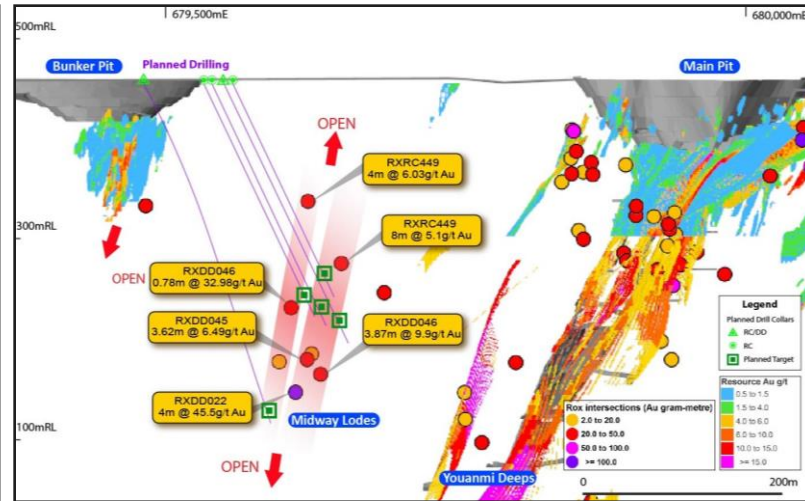 679,500mE
680,000mE
500mRL
Bunker Pit
Planned Drilling
Main Pit
OPEN
RXRC449
4m @ 6.03g/t Au
300mRL
RXRC449
8m @ 5.1g/t Au
OPEN
RXDD046
0.78m @ 32.98g/t Au
RXDD045
3.62m @ 6.49g/t Au
RXDD046
3.87m @ 9.9g/t Au
RXDD022
4m @ 45.5g/t Au
Midway Lodes
100mRL
OPEN
Youanmi Deeps
Legend
Planned Drill Collars
RC/DD
RC
Planned Target
Rox intersections (Au gram-metre)
2.0 to 20.0
20.0 to 50.0
50.0 to 100.0
>= 100.0
Resource Au g/t
0.5 to 1.5
1.5 to 4.0
4.0 to 6.0
6.0 to 10.0
10.0 to 15.0
>= 15.0
0
200m